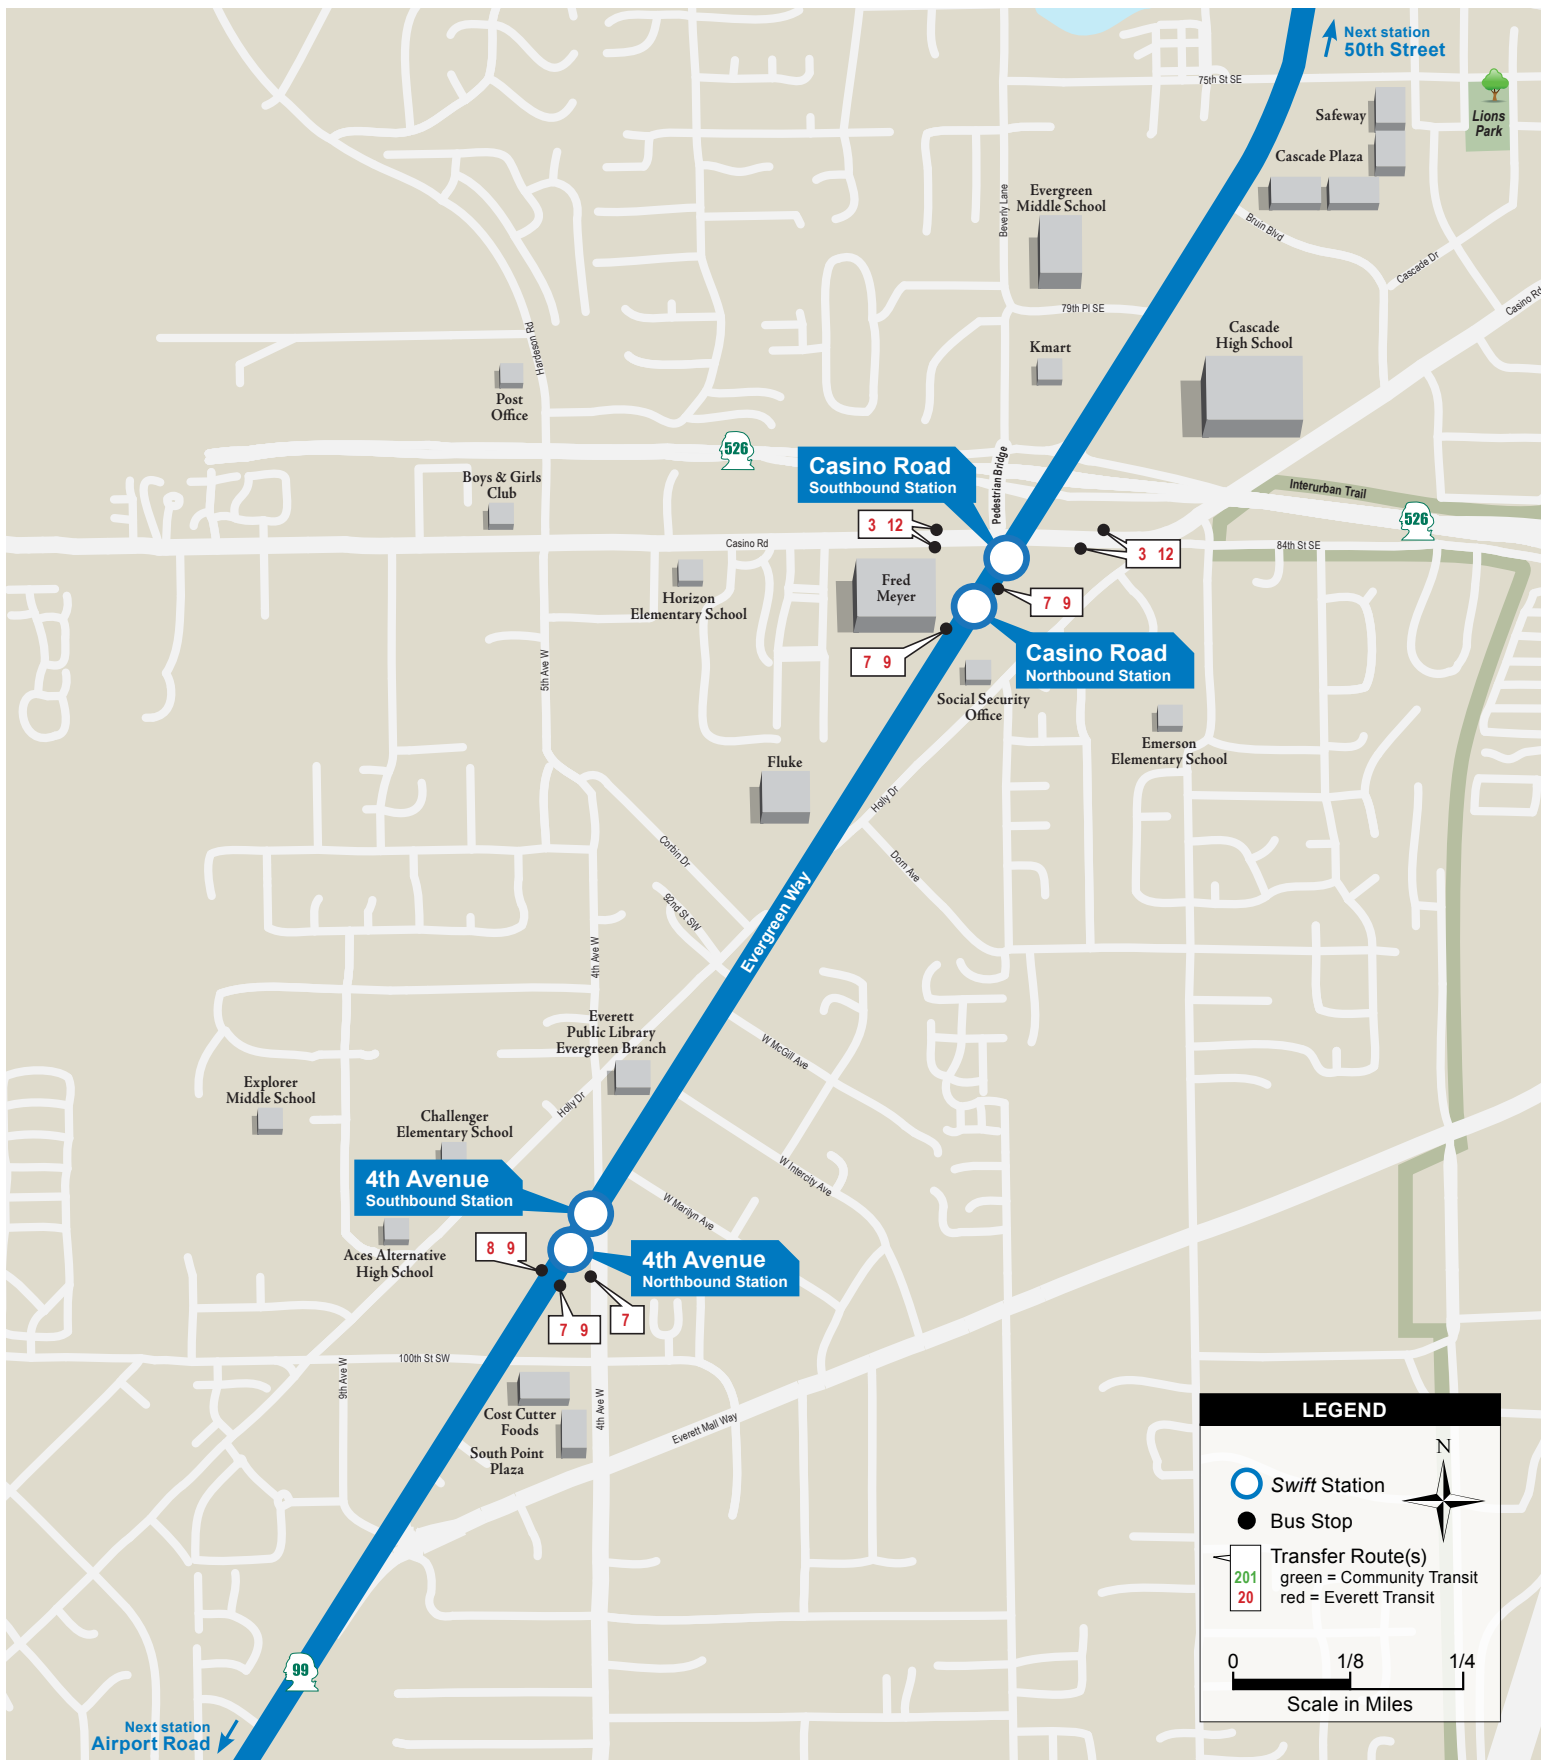 Next station
50th Street
75th St SE
Safeway
Lions
Park
Cascade Plaza
Evergreen
Middle School
Beverly Lane
Bruin Blvd
Cascade Dr
Casino Rd
79th Pl SE
Cascade
High School
Kmart
Hardeson Rd
Post
Office
526
Casino Road
Southbound Station
Pedestrian Bridge
Boys & Girls
Club
Interurban Trail
526
3 12
Casino Rd
3 12
84th St SE
Horizon
Elementary School
Fred
Meyer
7 9
7 9
Casino Road
Northbound Station
5th Ave W
Social Security
Office
Emerson
Elementary School
Fluke
Holly Dr
Corbin Dr
Dorn Ave
92nd St SW
Evergreen Way
4th Ave W
Everett
Public Library
Evergreen Branch
W McGill Ave
Explorer
Middle School
Holly Dr
Challenger
Elementary School
4th Avenue
Southbound Station
W Intercity Ave
W Marilyn Ave
Aces Alternative
High School
8 9
4th Avenue
Northbound Station
7 9
7
100th St SW
9th Ave W
4th Ave W
Cost Cutter
Foods
South Point
Plaza
Everett Mall Way
LEGEND
N
Swift Station
Bus Stop
Transfer Route(s)
201 green = Community Transit
20 red = Everett Transit
0 1/8 1/4
Scale in Miles
99
Next station
Airport Road